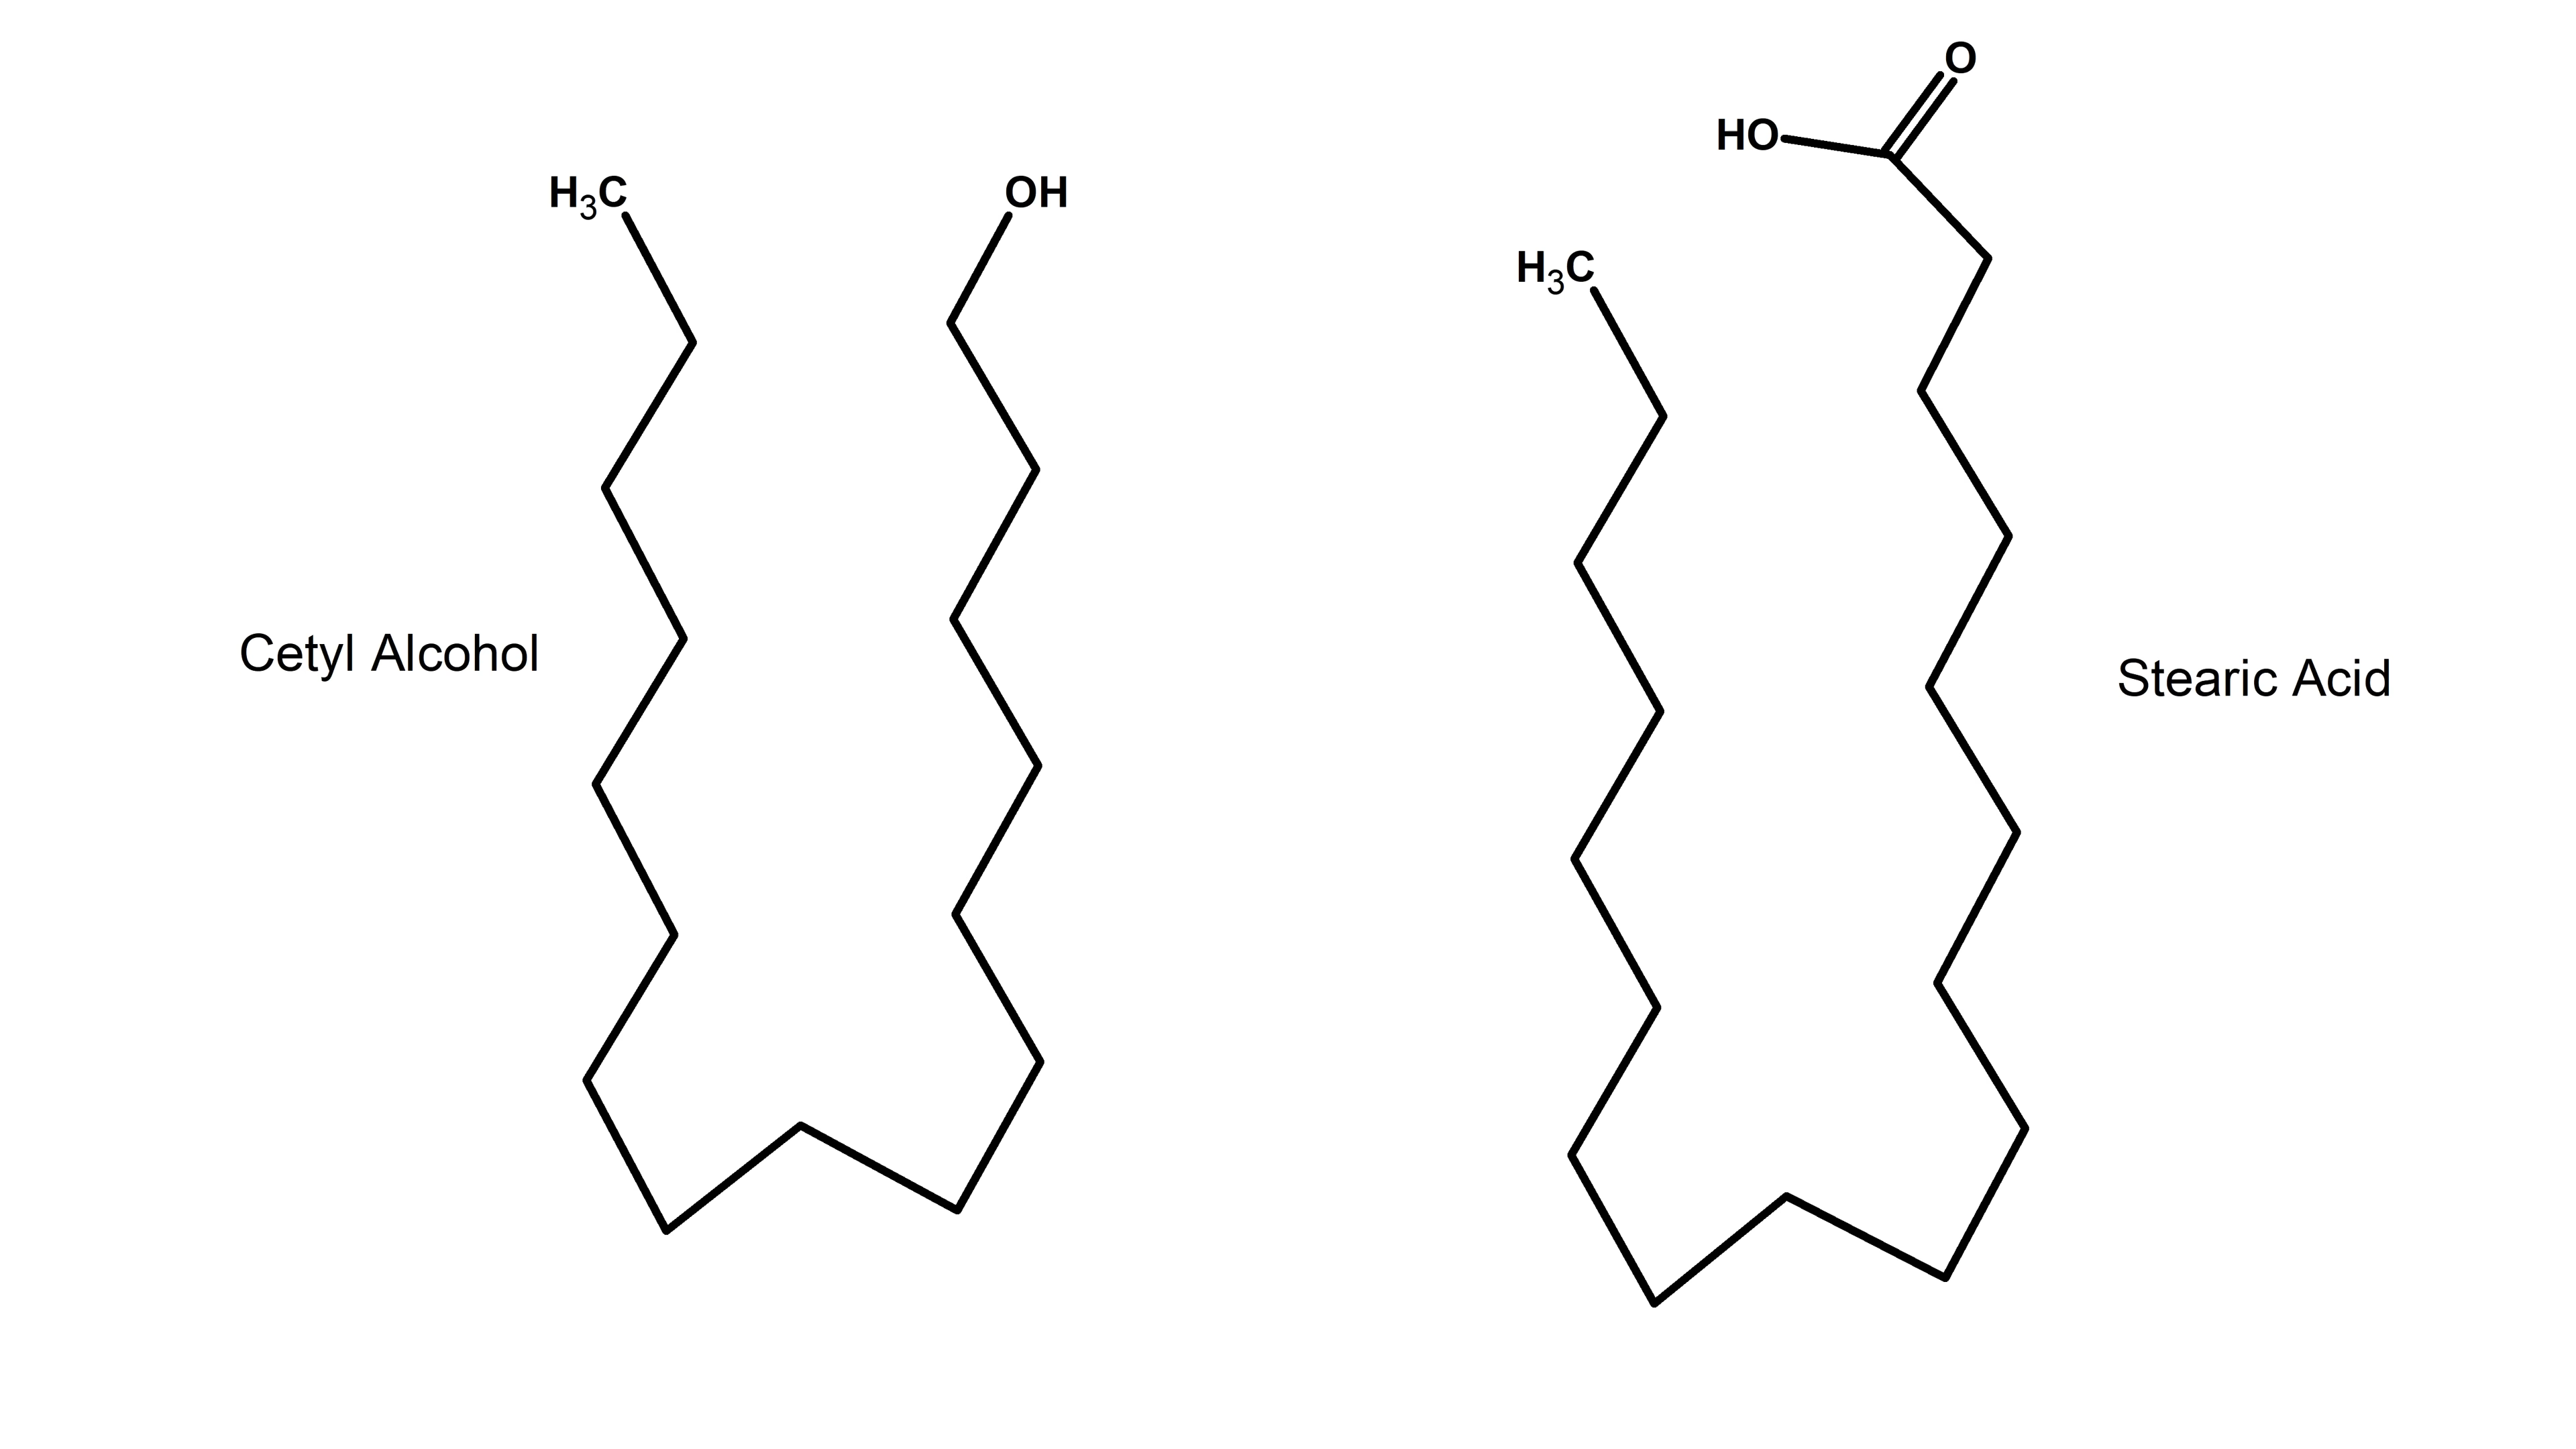 O
HO
H₃C
OH
H₃C
Cetyl Alcohol
Stearic Acid